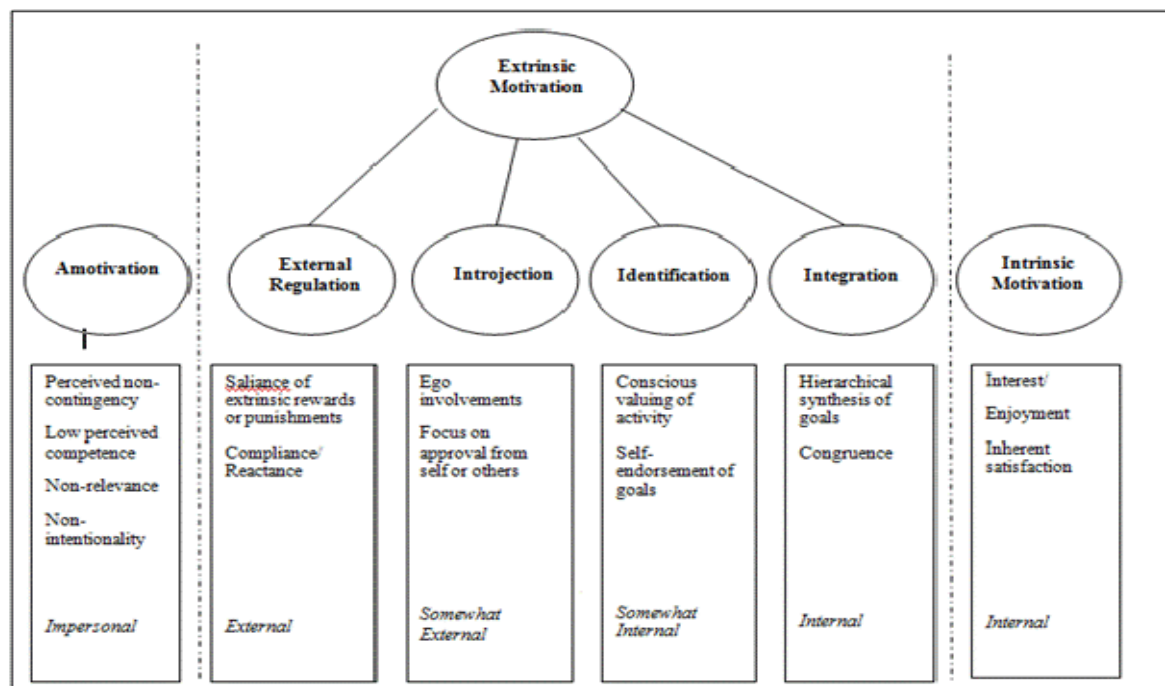 Extrinsic
Motivation
Amotivation
External
Regulation
Introjection
Identification
Integration
Intrinsic
Motivation
Perceived non-
contingency
Low perceived
competence
Non-relevance
Non-
intentionality
Impersonal
Saliance of
extrinsic rewards
or punishments
Compliance/
Reactance
External
Ego
involvements
Focus on
approval from
self or others
Somewhat
External
Conscious
valuing of
activity
Self-
endorsement of
goals
Somewhat
Internal
Hierarchical
synthesis of
goals
Congruence
Internal
Interest/
Enjoyment
Inherent
satisfaction
Internal